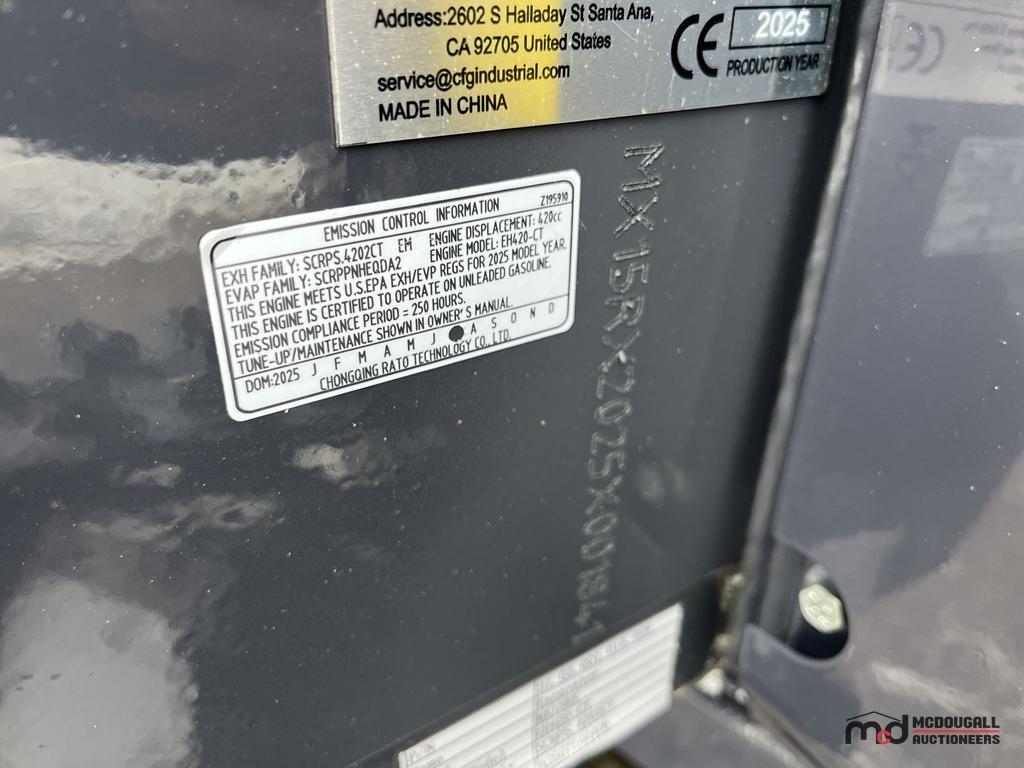 Address:2602 S Halladay St Santa Ana,
CA 92705 United States
service@cfgindustrial.com
MADE IN CHINA
CE
2025
PRODUCTION YEAR
EMISSION CONTROL INFORMATION Z195910
EXH FAMILY: SCRPS.4202CT EM ENGINE DISPLACEMENT: 420cc
EVAP FAMILY: SCRPPNHEQDA2 ENGINE MODEL: EH420-CT
THIS ENGINE MEETS U.S.EPA EXH/EVP REGS FOR 2025 MODEL YEAR.
THIS ENGINE IS CERTIFIED TO OPERATE ON UNLEADED GASOLINE.
EMISSION COMPLIANCE PERIOD = 250 HOURS.
TUNE-UP/MAINTENANCE SHOWN IN OWNER'S MANUAL.
DOM:2025 J F M A M J A S O N D
CHONGQING RATO TECHNOLOGY CO., LTD.
MX15RX2025X001841
mcd MCDOUGALL
AUCTIONEERS